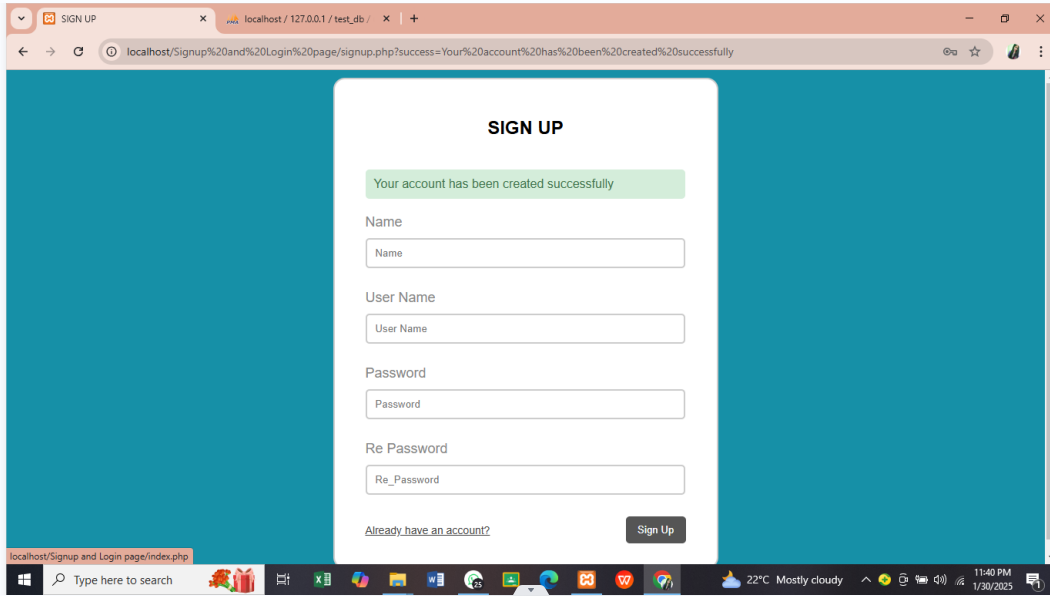 SIGN UP
localhost / 127.0.0.1 / test_db /
localhost/Signup%20and%20Login%20page/signup.php?success=Your%20account%20has%20been%20created%20successfully
SIGN UP
Your account has been created successfully
Name
Name
User Name
User Name
Password
Password
Re Password
Re_Password
Already have an account?
Sign Up
localhost/Signup and Login page/index.php
Type here to search
25
22°C Mostly cloudy
11:40 PM
1/30/2025
1